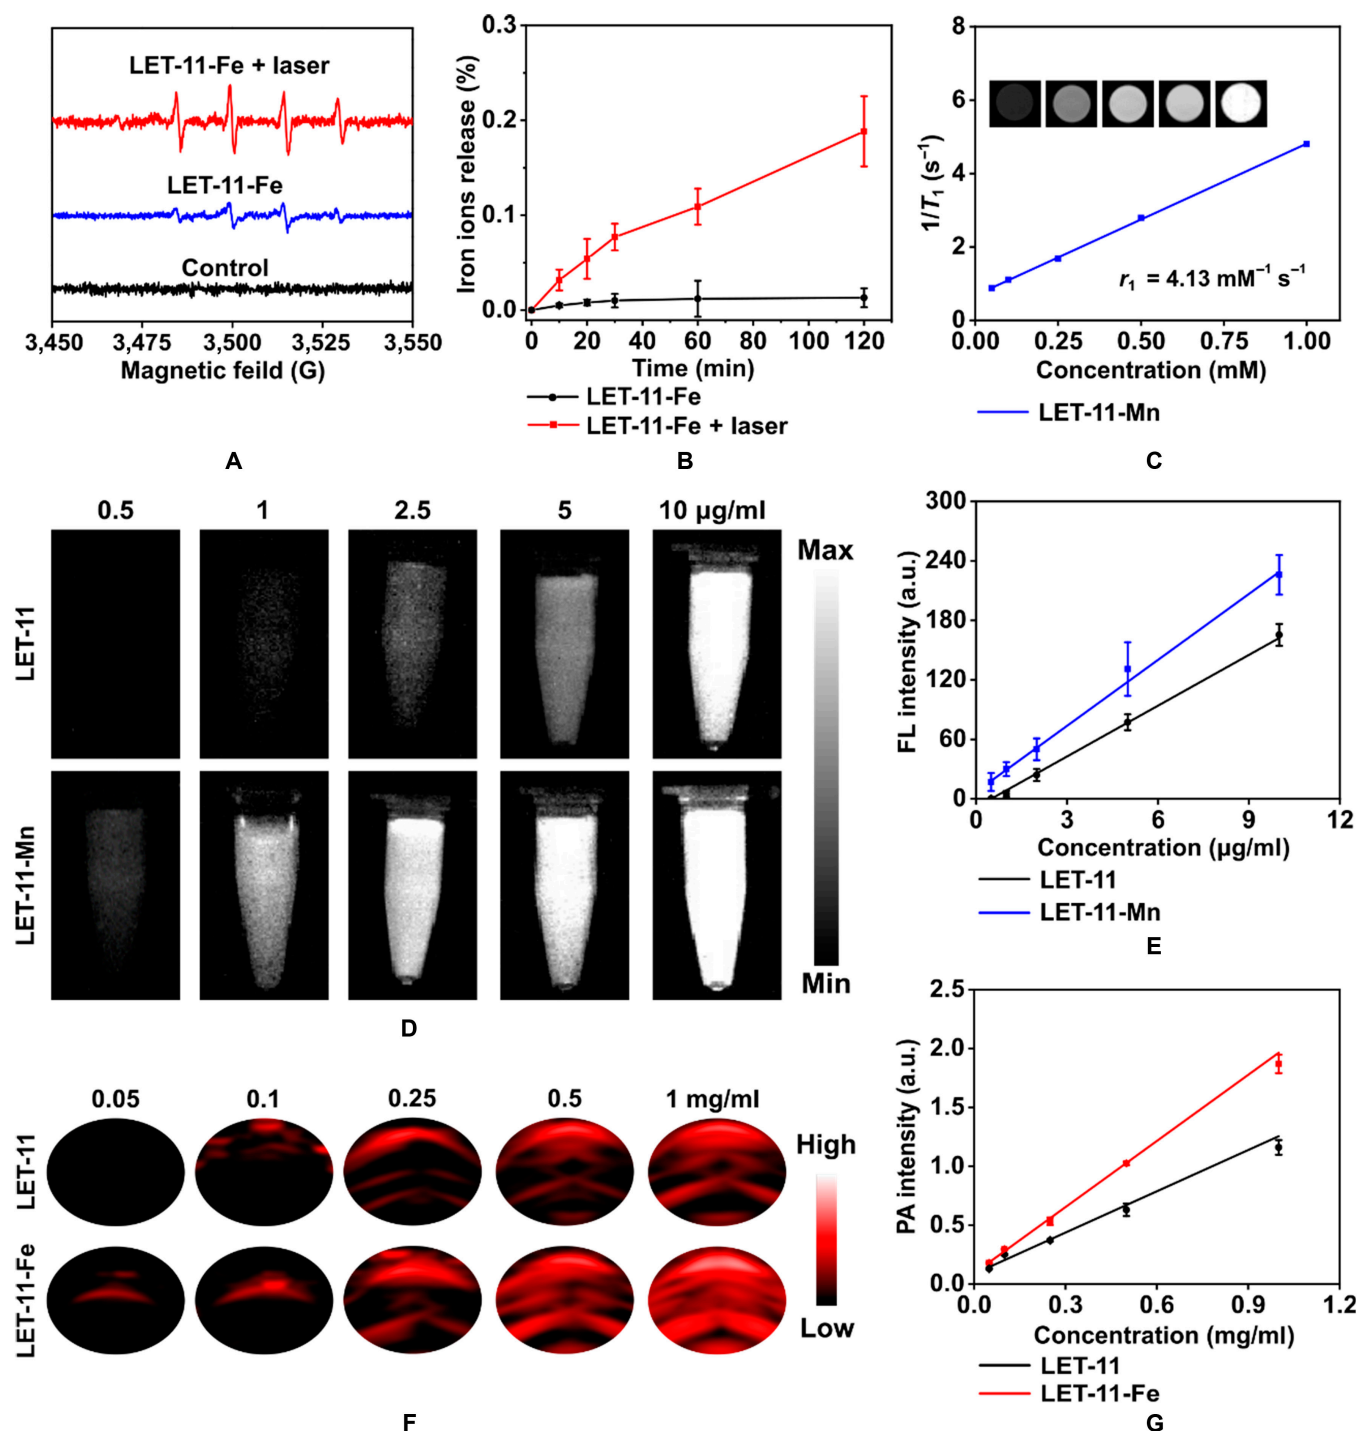 LET-11-Fe + laser
LET-11-Fe
Control
3,450 3,475 3,500 3,525 3,550
Magnetic feild (G)
A
Iron ions release (%)
0.3
0.2
0.1
0.0
0 20 40 60 80 100 120
Time (min)
LET-11-Fe
LET-11-Fe + laser
B
1/T₁ (s⁻¹)
8
6
4
2
0
r₁ = 4.13 mM⁻¹ s⁻¹
0.00 0.25 0.50 0.75 1.00
Concentration (mM)
LET-11-Mn
C
0.5 1 2.5 5 10 µg/ml
LET-11
LET-11-Mn
Max
Min
D
FL intensity (a.u.)
300
240
180
120
60
0
0 3 6 9 12
Concentration (µg/ml)
LET-11
LET-11-Mn
E
0.05 0.1 0.25 0.5 1 mg/ml
LET-11
LET-11-Fe
High
Low
F
PA intensity (a.u.)
2.5
2.0
1.5
1.0
0.5
0.0
0.0 0.3 0.6 0.9 1.2
Concentration (mg/ml)
LET-11
LET-11-Fe
G